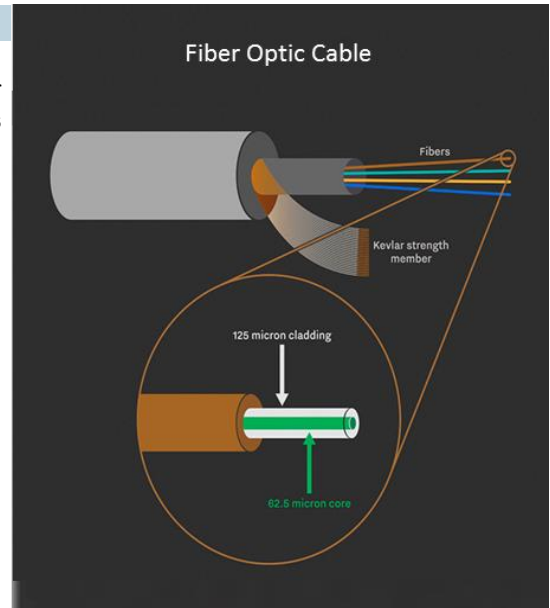 Fiber Optic Cable
Fibers
Kevlar strength
member
125 micron cladding
62.5 micron core